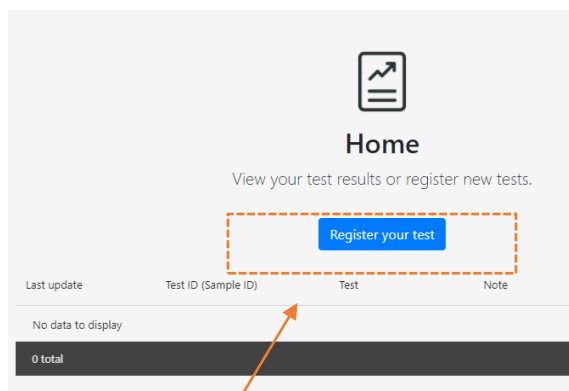 Home
View your test results or register new tests.
Register your test
Last update Test ID (Sample ID) Test Note
No data to display
0 total